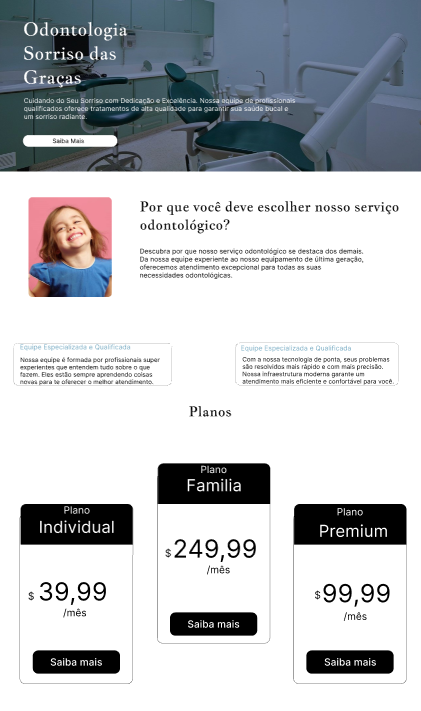 Odontologia
Sorriso das
Graças
Cuidando do Seu Sorriso com Dedicação e Excelência. Nossa equipe de profissionais
qualificados oferece tratamentos de alta qualidade para garantir sua saúde bucal e
um sorriso radiante.
Saiba Mais
Por que você deve escolher nosso serviço
odontológico?
Descubra por que nosso serviço odontológico se destaca dos demais.
Da nossa equipe experiente ao nosso equipamento de última geração,
oferecemos atendimento excepcional para todas as suas
necessidades odontológicas.
Equipe Especializada e Qualificada
Nossa equipe é formada por profissionais super
experientes que entendem tudo sobre o que
fazem. Eles estão sempre aprendendo coisas
novas para te oferecer o melhor atendimento.
Equipe Especializada e Qualificada
Com a nossa tecnologia de ponta, seus problemas
são resolvidos mais rápido e com mais precisão.
Nossa infraestrutura moderna garante um
atendimento mais eficiente e confortável para você.
Planos
Plano
Individual
$ 39,99
/mês
Saiba mais
Plano
Familia
$ 249,99
/mês
Saiba mais
Plano
Premium
$ 99,99
/mês
Saiba mais